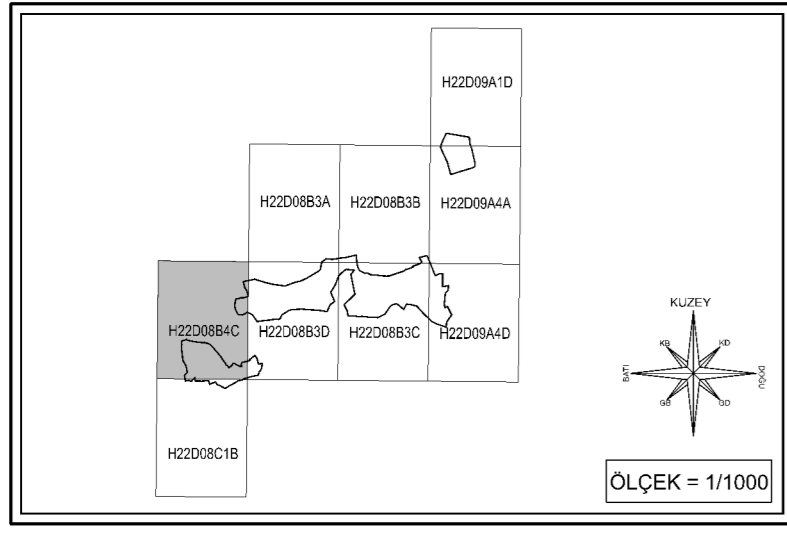 H22D09A1D
H22D08B3A
H22D08B3B
H22D09A4A
H22D08B4C
H22D08B3D
H22D08B3C
H22D09A4D
H22D08C1B
KUZEY
KB
KD
BATI
DOĞU
GB
GD
ÖLÇEK = 1/1000